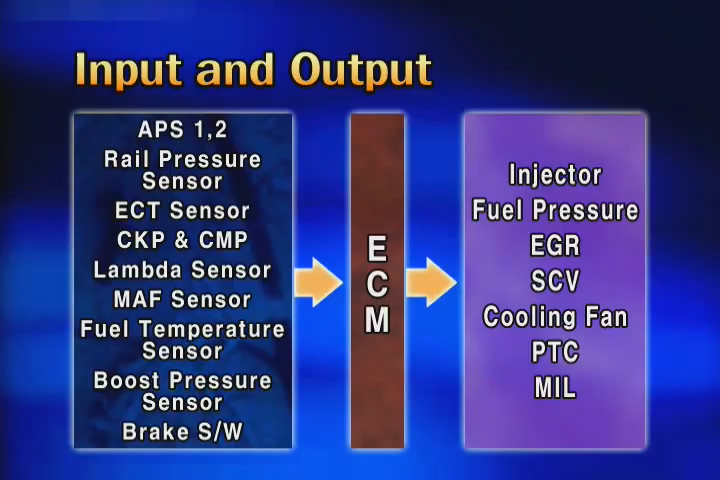 Input and Output
APS 1,2
Rail Pressure
Sensor
ECT Sensor
CKP & CMP
Lambda Sensor
MAF Sensor
Fuel Temperature
Sensor
Boost Pressure
Sensor
Brake S/W
E
C
M
Injector
Fuel Pressure
EGR
SCV
Cooling Fan
PTC
MIL